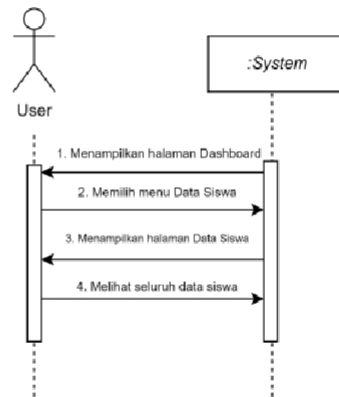 :System
User
1. Menampilkan halaman Dashboard
2. Memilih menu Data Siswa
3. Menampilkan halaman Data Siswa
4. Melihat seluruh data siswa